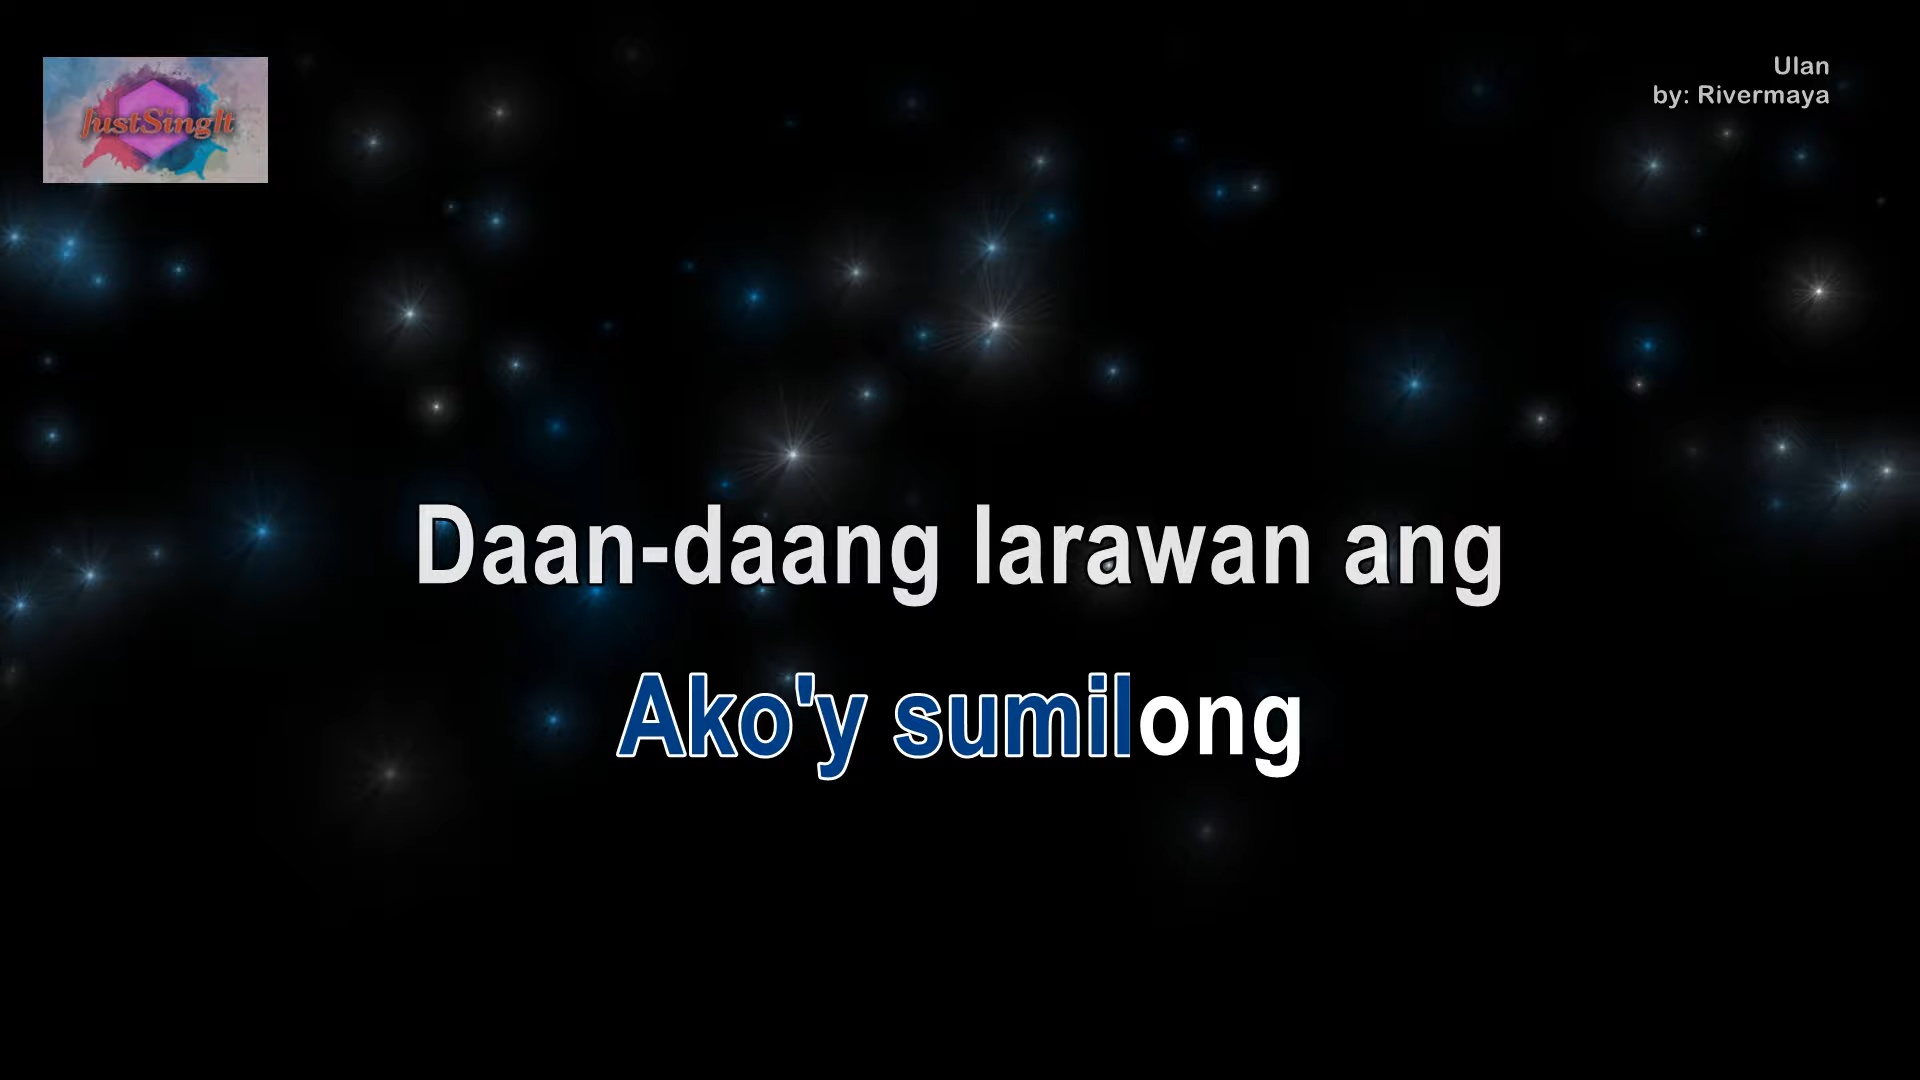 JustSingIt
Ulan
by: Rivermaya
Daan-daang larawan ang
Ako'y sumilong